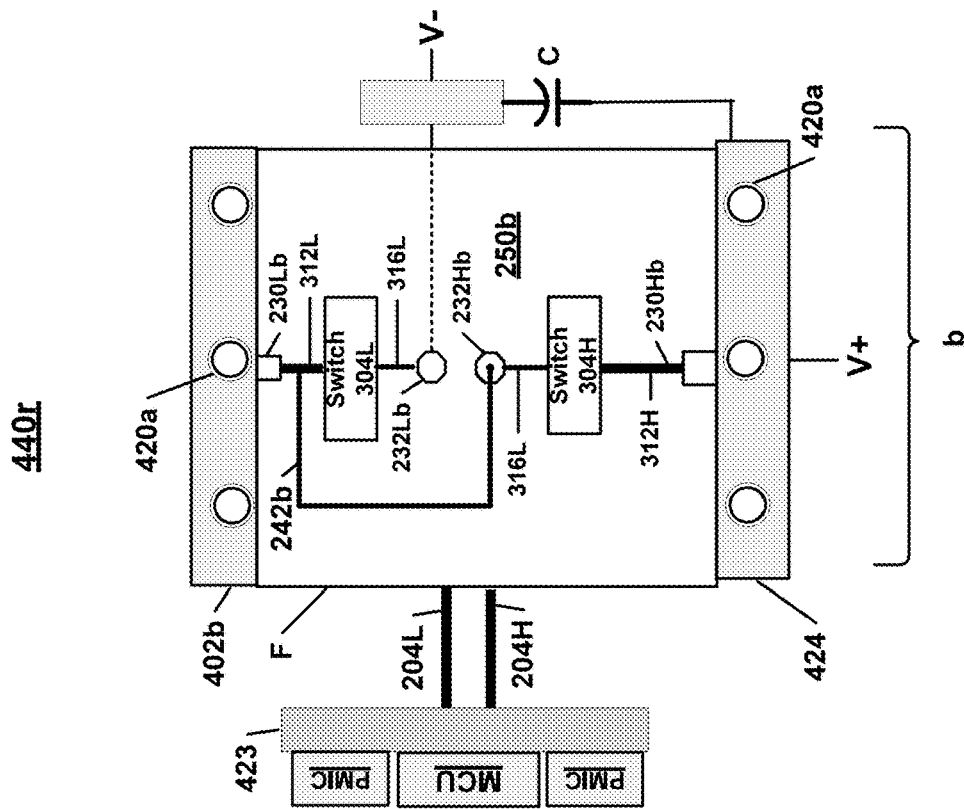 440r
V-
C
420a
420a
230Lb
312L
316L
Switch
304L
232Lb
250b
232Hb
230Hb
Switch
304H
316L
312H
242b
V+
b
402b
F
204L
204H
424
423
PMIC
MCU
PMIC